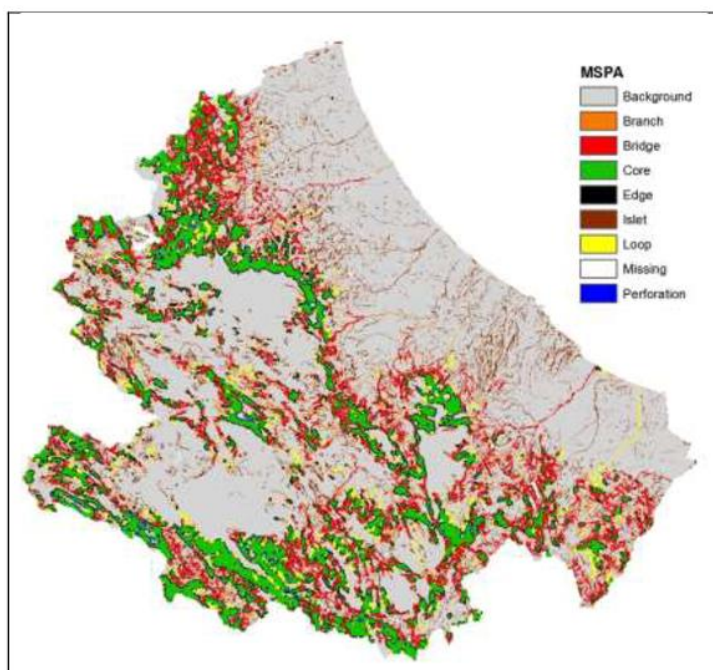 MSPA
Background
Branch
Bridge
Core
Edge
Islet
Loop
Missing
Perforation